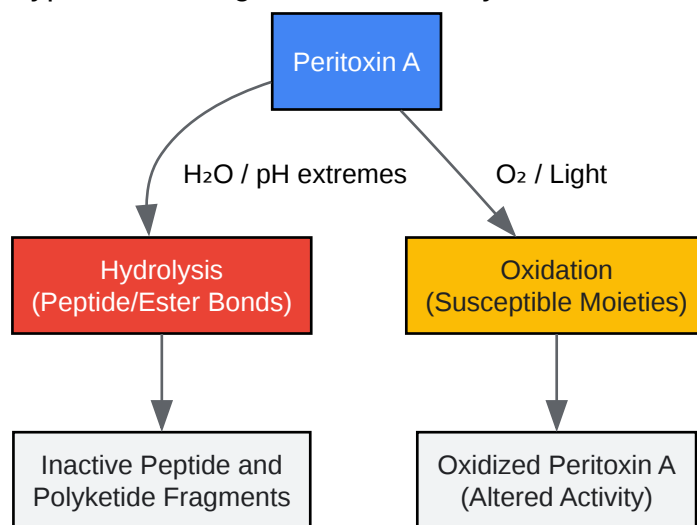 Peritoxin A
H₂O / pH extremes
O₂ / Light
Hydrolysis
(Peptide/Ester Bonds)
Oxidation
(Susceptible Moieties)
Inactive Peptide and
Polyketide Fragments
Oxidized Peritoxin A
(Altered Activity)